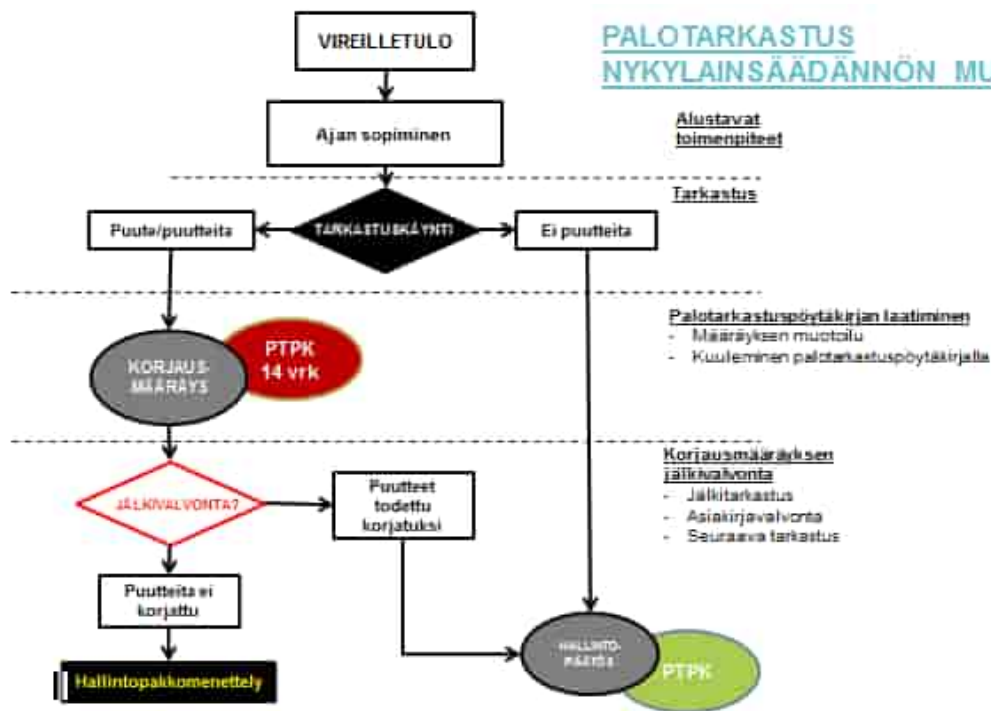 VIREILLETULO
PALOTARKASTUS
NYKYLAINSÄÄDÄNNÖN MU
Ajan sopiminen
Alustavat
toimenpiteet
Tarkastus
Puute/puutteita
TARKASTUSKÄYNTI
Ei puutteita
Palotarkastuspöytäkirjan laatiminen
- Määräyksen muotoilu
- Kuuleminen palotarkastuspöytäkirjalla
KORJAUS-
MÄÄRÄYS
PTPK
14 vrk
Korjausmääräyksen
jälkivalvonta
- Jälkitarkastus
- Asiakirjavalvonta
- Seuraava tarkastus
JÄLKIVALVONTA?
Puutteet
todettu
korjatuksi
Puutteita ei
korjattu
Hallintopakkomenettely
HALLINTO-
PÄÄTÖS
PTPK